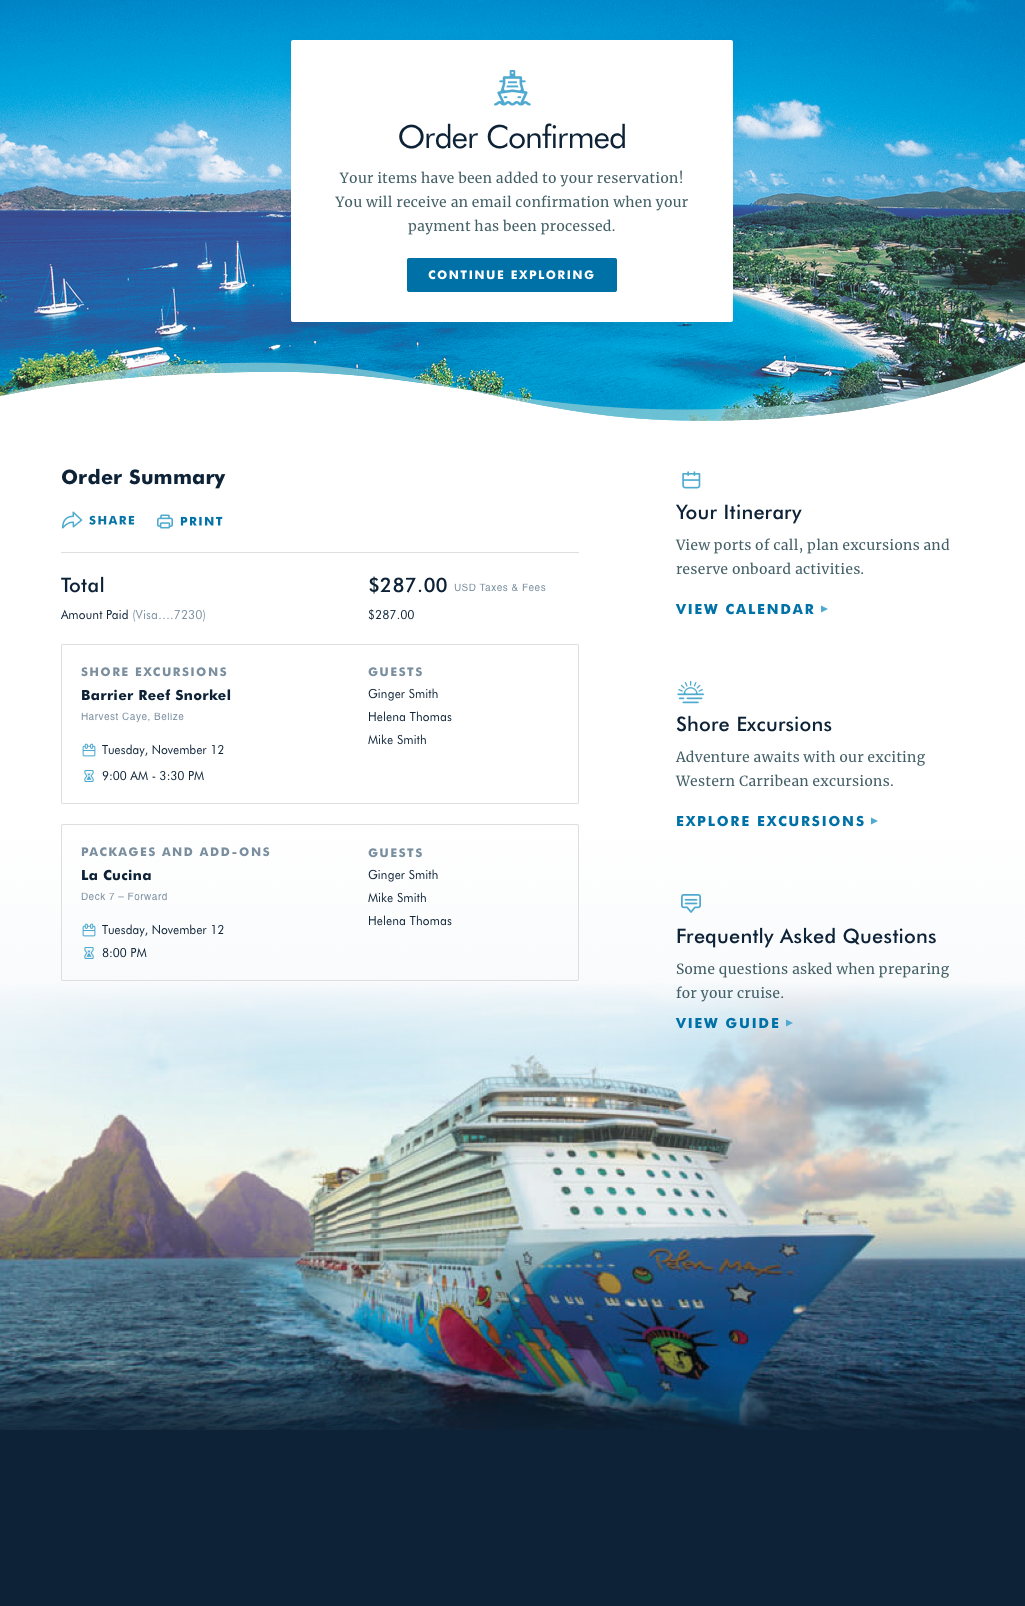 Order Confirmed
Your items have been added to your reservation!
You will receive an email confirmation when your
payment has been processed.
CONTINUE EXPLORING
Order Summary
SHARE PRINT
Total $287.00 USD Taxes & Fees
Amount Paid (Visa....7230) $287.00
SHORE EXCURSIONS
Barrier Reef Snorkel
Harvest Caye, Belize
Tuesday, November 12
9:00 AM - 3:30 PM
GUESTS
Ginger Smith
Helena Thomas
Mike Smith
PACKAGES AND ADD-ONS
La Cucina
Deck 7 – Forward
Tuesday, November 12
8:00 PM
GUESTS
Ginger Smith
Mike Smith
Helena Thomas
Your Itinerary
View ports of call, plan excursions and
reserve onboard activities.
VIEW CALENDAR
Shore Excursions
Adventure awaits with our exciting
Western Carribean excursions.
EXPLORE EXCURSIONS
Frequently Asked Questions
Some questions asked when preparing
for your cruise.
VIEW GUIDE
Peter Max